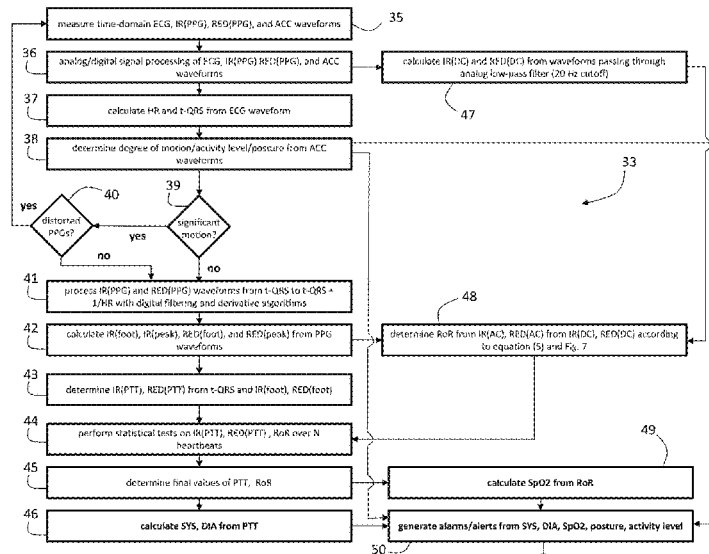 measure time-domain ECG, IR(PPG), RED(PPG), and ACC waveforms
35
36
analog/digital signal processing of ECG, IR(PPG) RED(PPG), and ACC
waveforms
calculate IR(DC) and RED(DC) from waveforms passing through
analog low-pass filter (20 Hz cutoff)
47
37
calculate HR and t-QRS from ECG waveform
38
determine degree of motion/activity level/posture from ACC
waveforms
33
40
39
yes
distorted
PPGs?
yes
significant
motion?
no
no
41
process IR(PPG) and RED(PPG) waveforms from t-QRS to t-QRS +
1/HR with digital filtering and derivative algorithms
48
42
calculate IR(foot), IR(peak), RED(foot), and RED(peak) from PPG
waveforms
determine RoR from IR(AC), RED(AC) from IR(DC), RED(DC) according
to equation (5) and Fig. 7
43
determine IR(PTT), RED(PTT) from t-QRS and IR(foot), RED(foot)
44
perform statistical tests on IR(PTT), RED(PTT) , RoR over N
heartbeats
49
45
determine final values of PTT, RoR
calculate SpO2 from RoR
46
calculate SYS, DIA from PTT
generate alarms/alerts from SYS, DIA, SpO2, posture, activity level
50